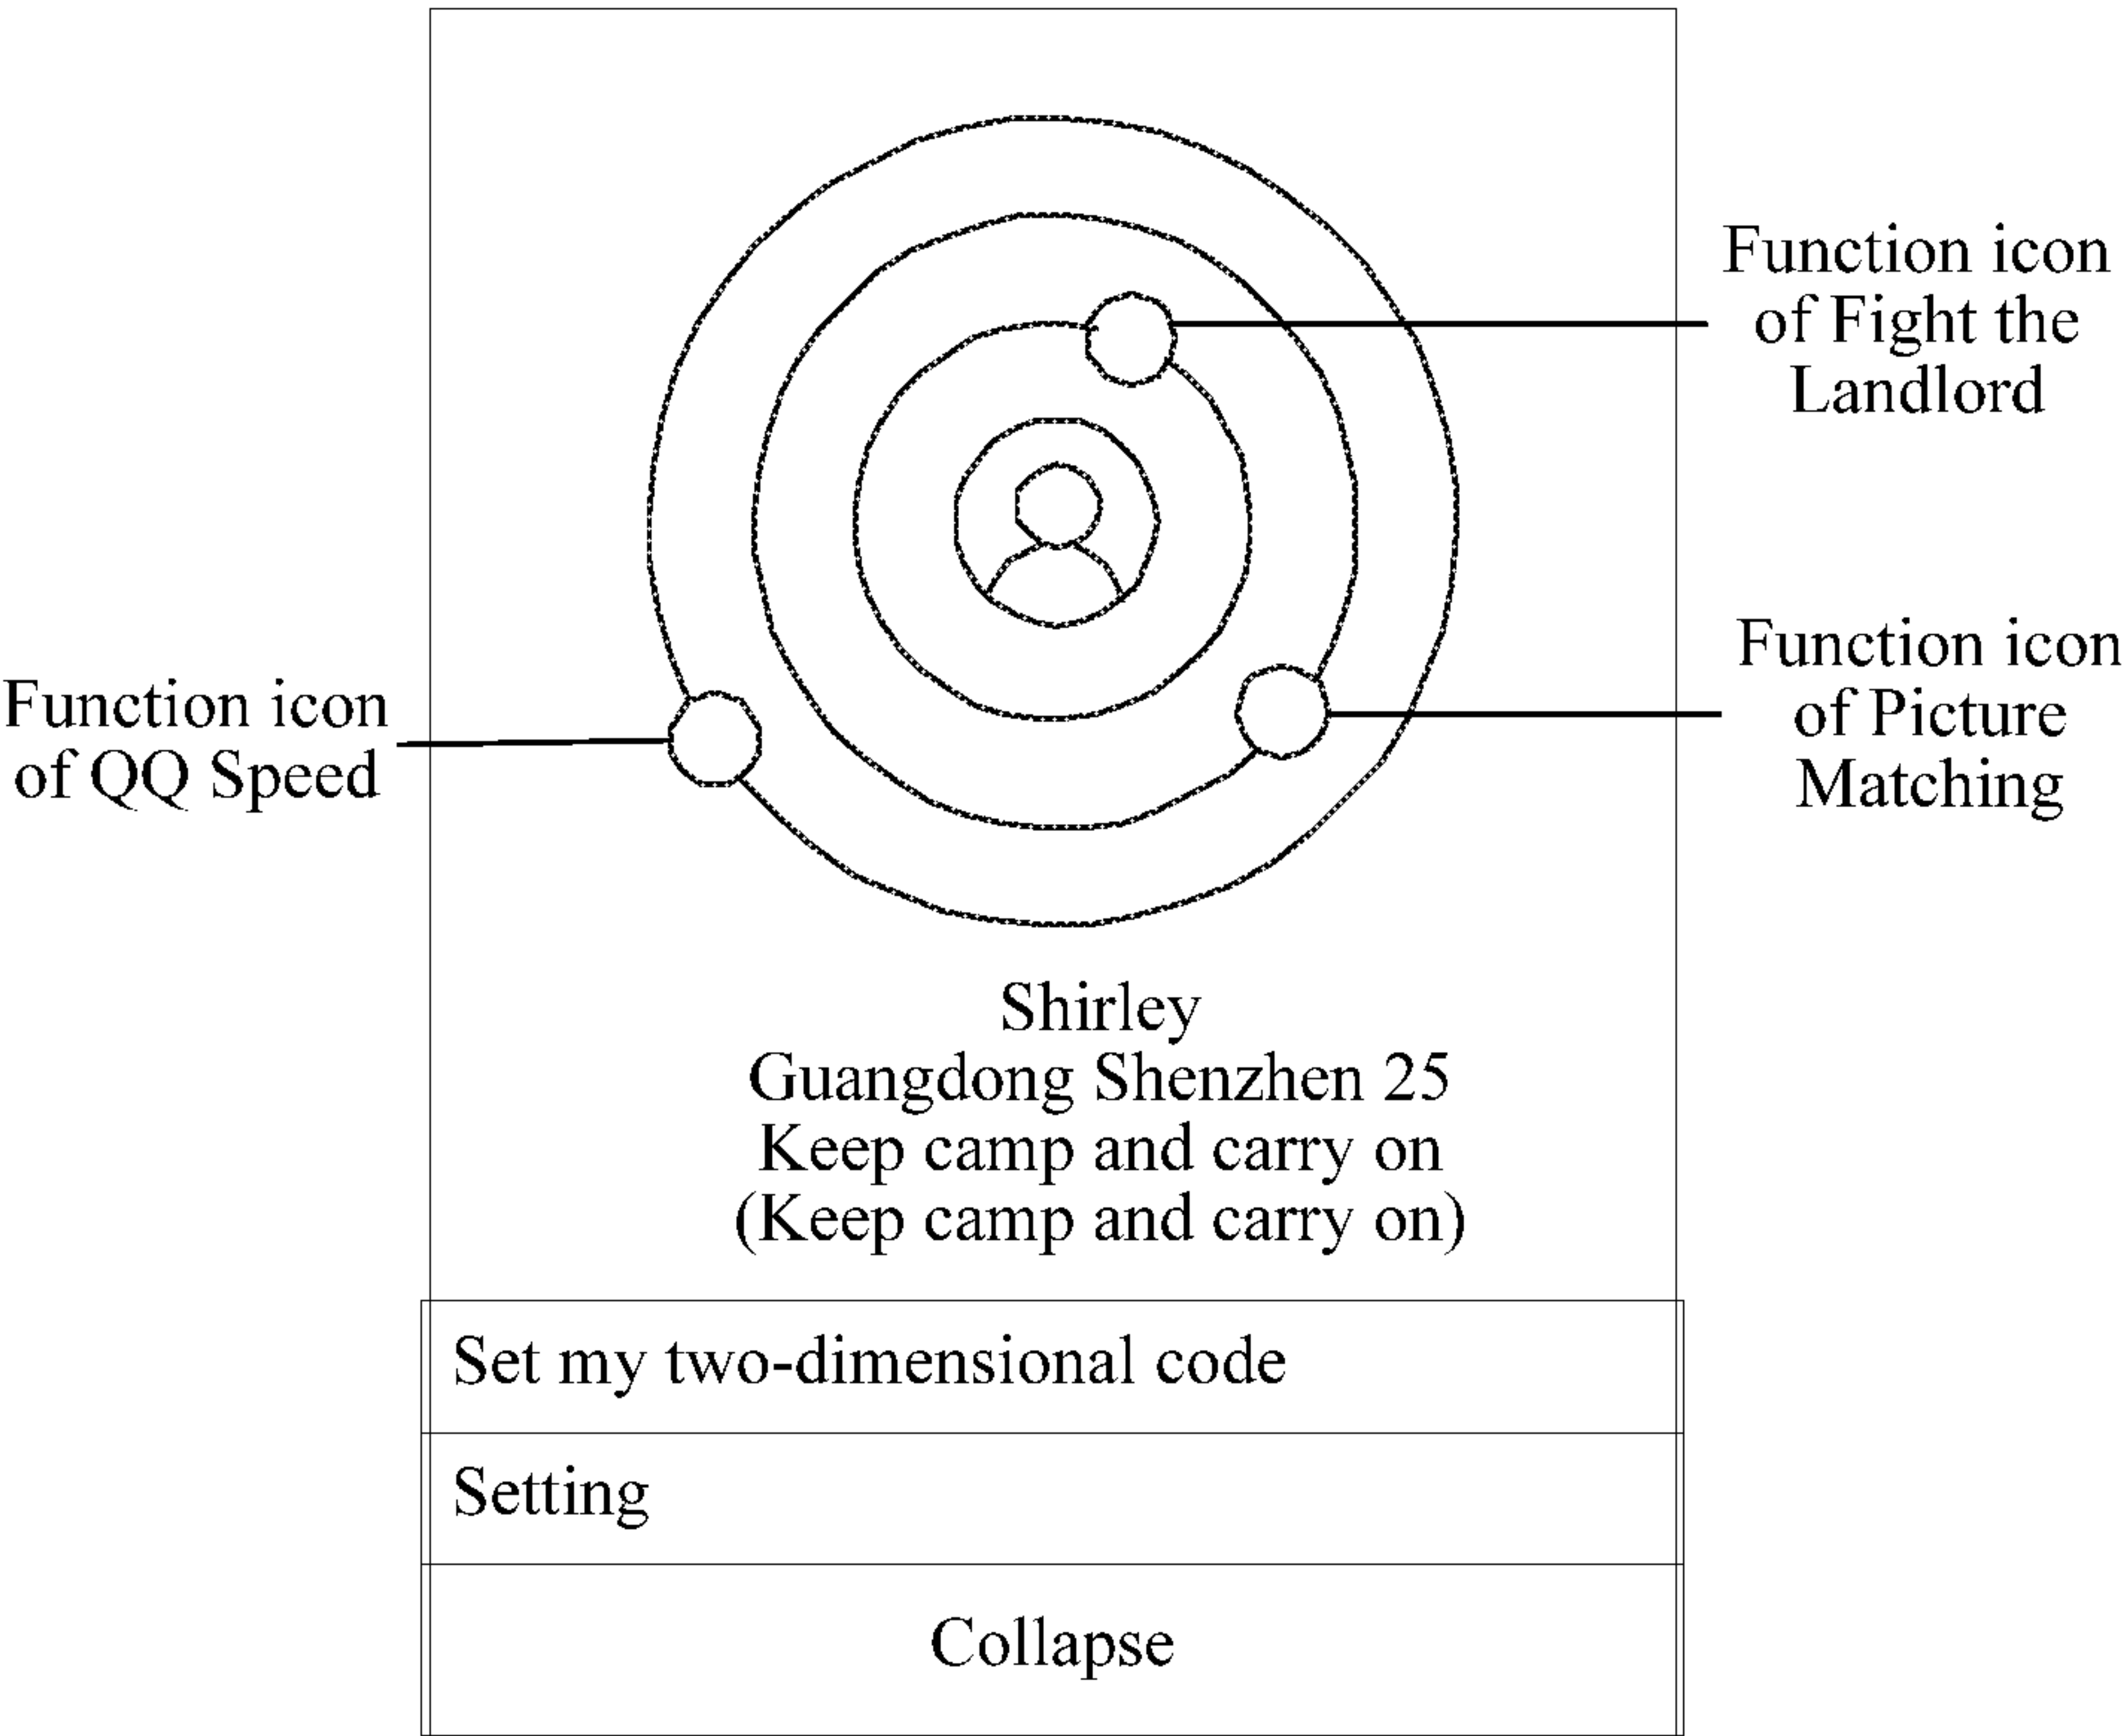 Function icon
of Fight the
Landlord
Function icon
of Picture
Matching
Function icon
of QQ Speed
Shirley
Guangdong Shenzhen 25
Keep camp and carry on
(Keep camp and carry on)
Set my two-dimensional code
Setting
Collapse